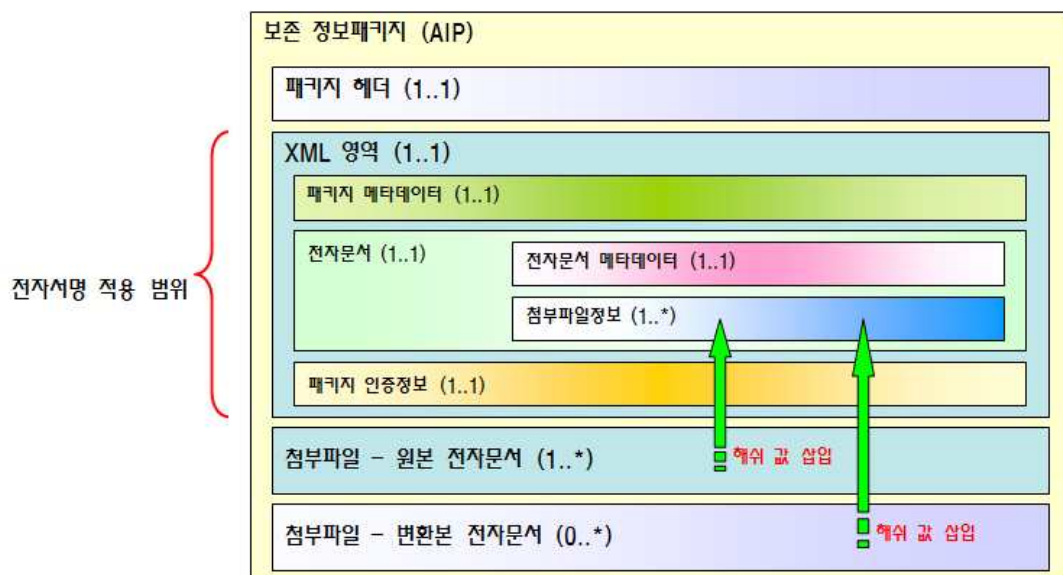 보존 정보패키지 (AIP)
패키지 헤더 (1..1)
XML 영역 (1..1)
패키지 메타데이터 (1..1)
전자문서 (1..1)
전자문서 메타데이터 (1..1)
첨부파일정보 (1..*)
전자서명 적용 범위
패키지 인증정보 (1..1)
첨부파일 - 원본 전자문서 (1..*)
해쉬 값 삽입
첨부파일 - 변환본 전자문서 (0..*)
해쉬 값 삽입